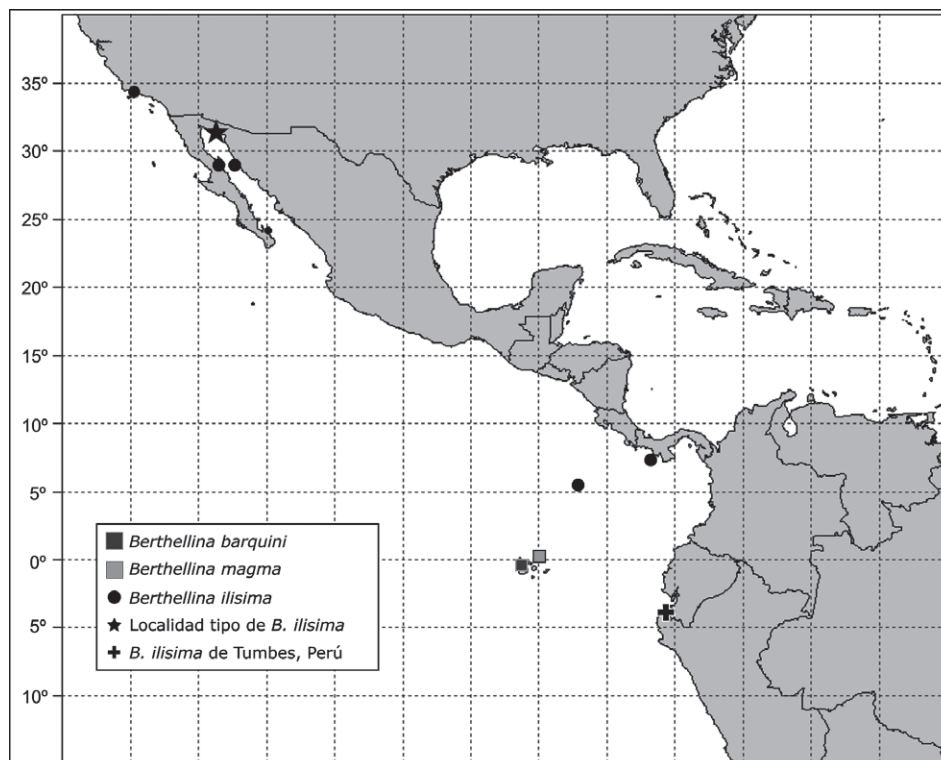 35º
30º
25º
20º
15º
10º
5º
0º
5º
10º
Berthellina barquini
Berthellina magma
Berthellina ilisima
Localidad tipo de B. ilisima
B. ilisima de Tumbes, Perú